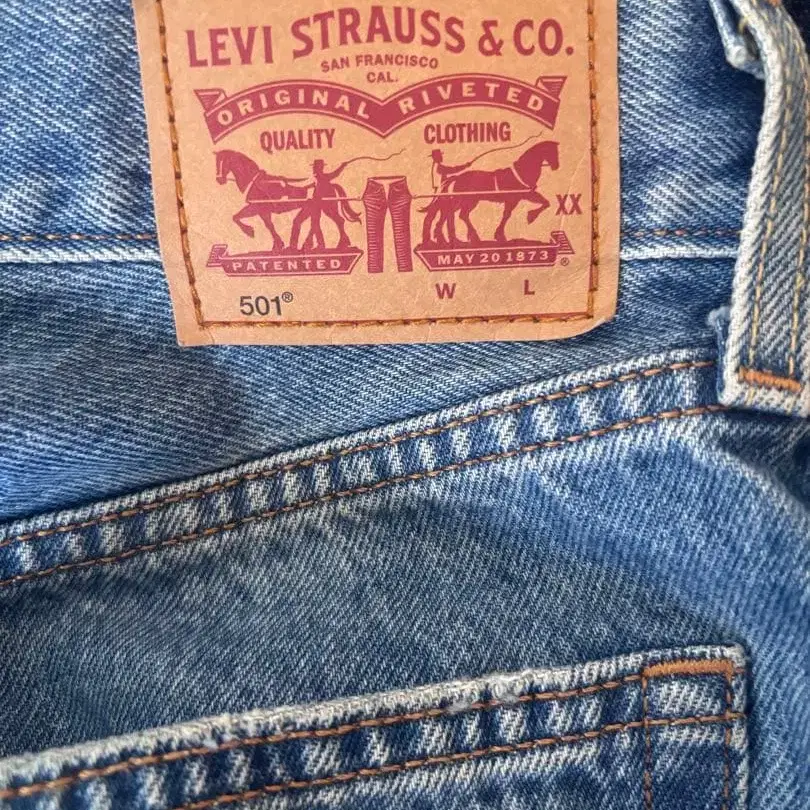 LEVI STRAUSS & CO.
SAN FRANCISCO
CAL.
ORIGINAL RIVETED
QUALITY CLOTHING
XX
PATENTED MAY 20 1873 ®
501® W L